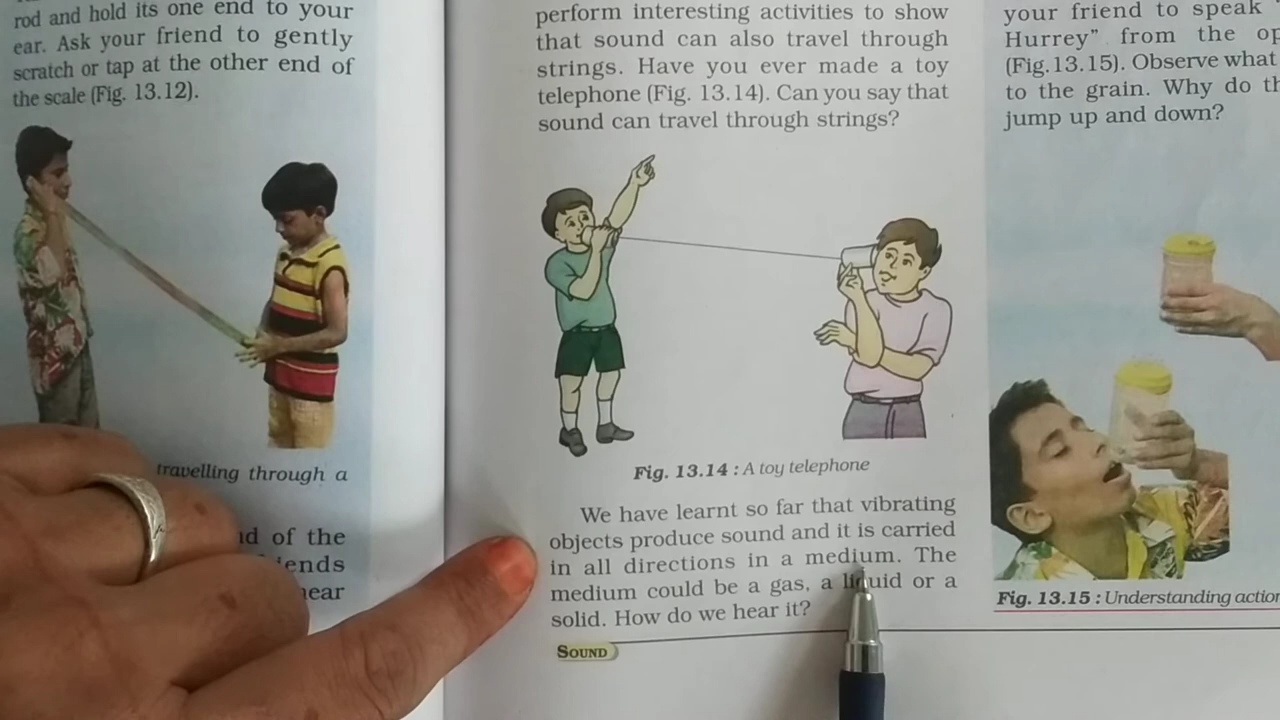 rod and hold its one end to your
ear. Ask your friend to gently
scratch or tap at the other end of
the scale (Fig. 13.12).
travelling through a
of the
near
perform interesting activities to show
that sound can also travel through
strings. Have you ever made a toy
telephone (Fig. 13.14). Can you say that
sound can travel through strings?
Fig. 13.14 : A toy telephone
We have learnt so far that vibrating
objects produce sound and it is carried
in all directions in a medium. The
medium could be a gas, a liquid or a
solid. How do we hear it?
SOUND
your friend to speak
Hurrey" from the
(Fig.13.15). Observe what
to the grain. Why do
jump up and down?
Fig. 13.15 : Understanding